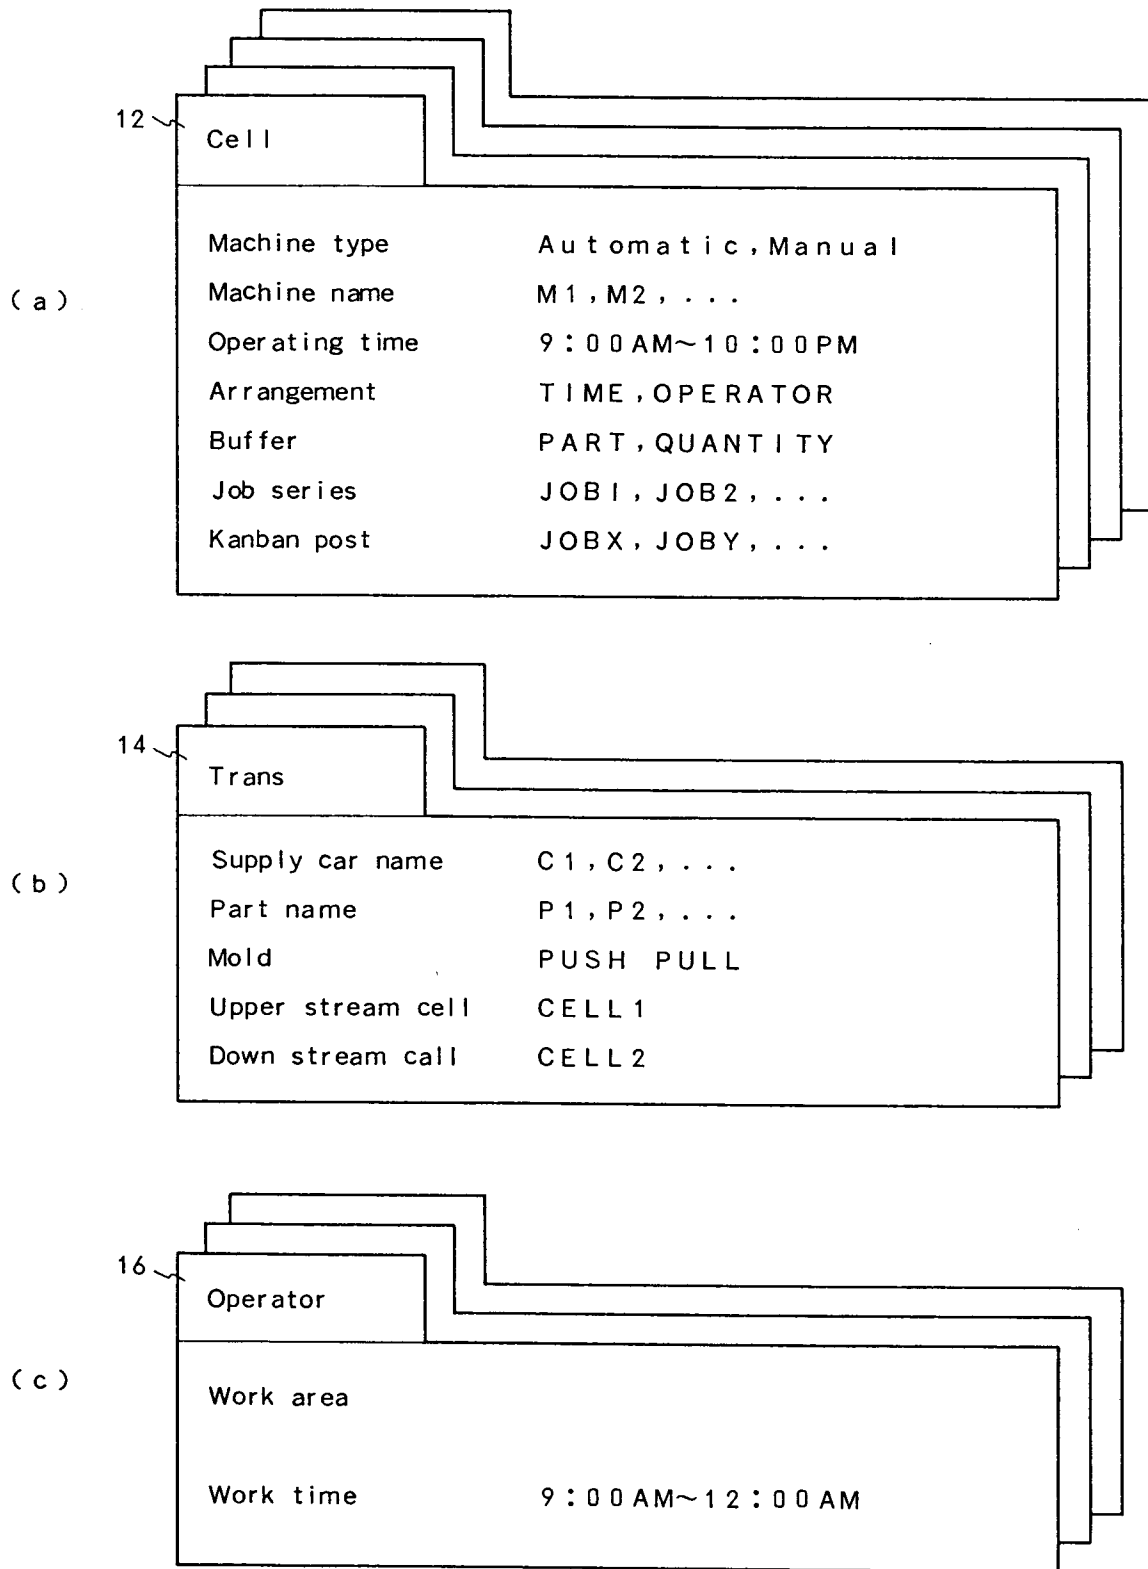 12
Cell
(a)
Machine type Automatic, Manual
Machine name M1, M2, ...
Operating time 9:00AM~10:00PM
Arrangement TIME, OPERATOR
Buffer PART, QUANTITY
Job series JOB1, JOB2, ...
Kanban post JOBX, JOBY, ...
14
Trans
(b)
Supply car name C1, C2, ...
Part name P1, P2, ...
Mold PUSH PULL
Upper stream cell CELL1
Down stream call CELL2
16
Operator
(c)
Work area
Work time 9:00AM~12:00AM